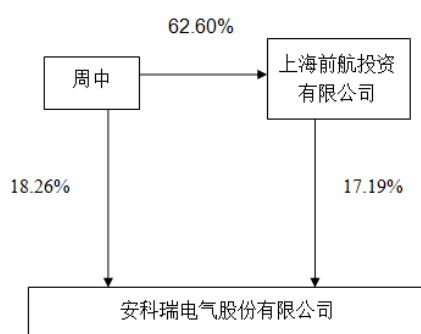 62.60%
周中
上海前航投资
有限公司
18.26%
17.19%
安科瑞电气股份有限公司